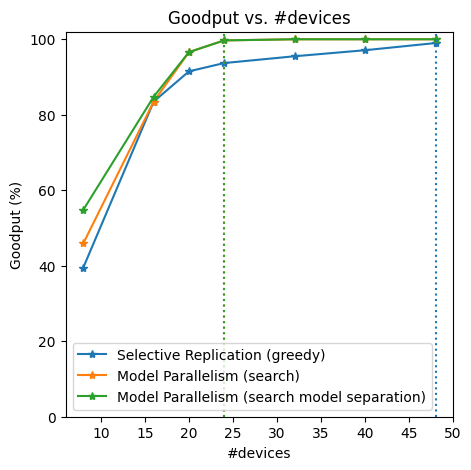 Goodput vs. #devices
Goodput (%)
100
80
60
40
20
0
Selective Replication (greedy)
Model Parallelism (search)
Model Parallelism (search model separation)
10 15 20 25 30 35 40 45 50
#devices